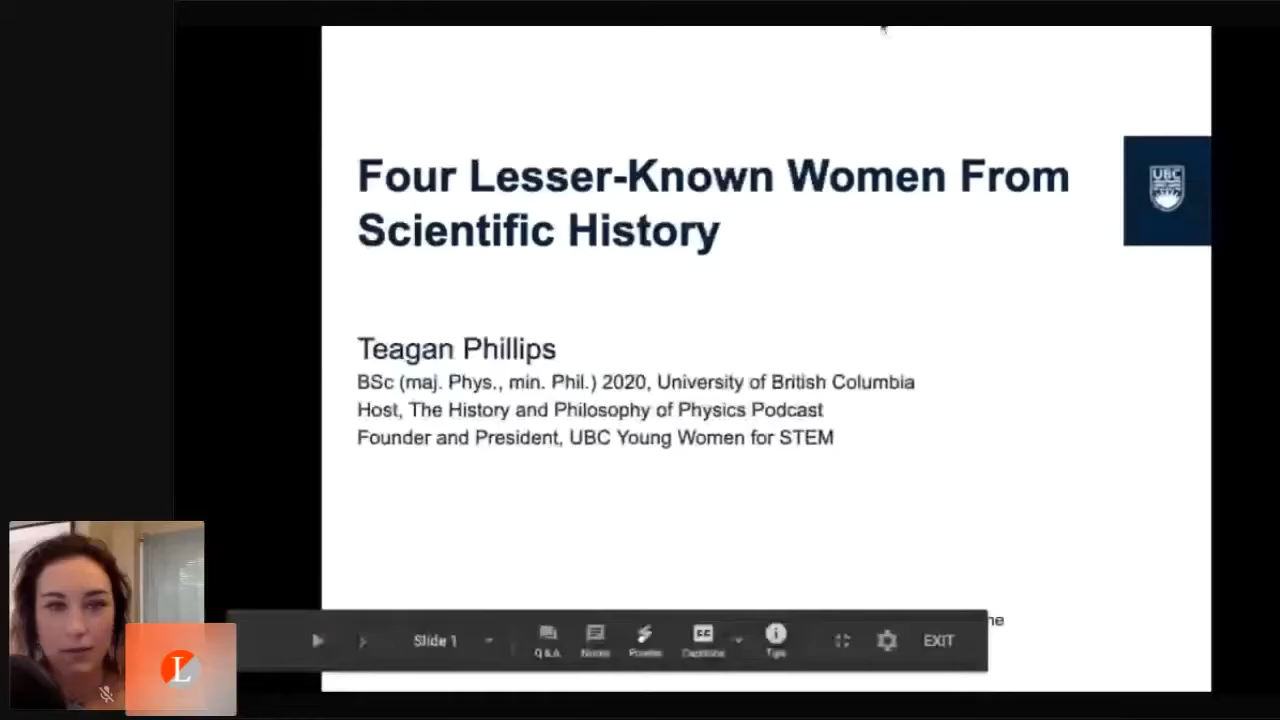 Four Lesser-Known Women From
Scientific History
UBC
Teagan Phillips
BSc (maj. Phys., min. Phil.) 2020, University of British Columbia
Host, The History and Philosophy of Physics Podcast
Founder and President, UBC Young Women for STEM
Slide 1
Q&A
Notes
Pointer
Captions
Tips
EXIT
L